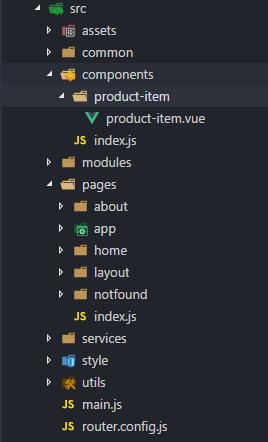 src
assets
common
components
product-item
product-item.vue
JS index.js
modules
pages
about
app
home
layout
notfound
JS index.js
services
style
utils
JS main.js
JS router.config.js